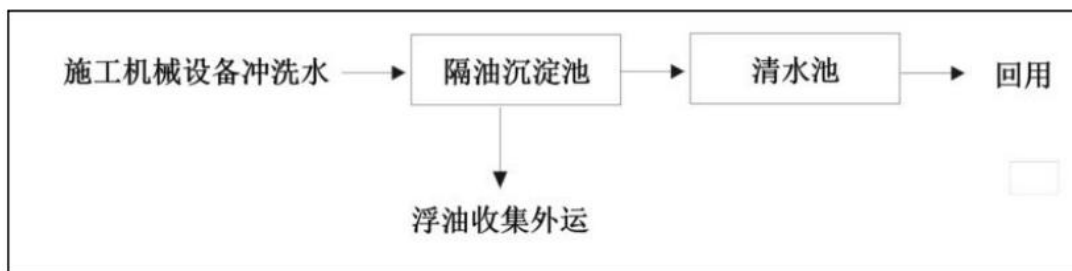 施工机械设备冲洗水
隔油沉淀池
清水池
回用
浮油收集外运